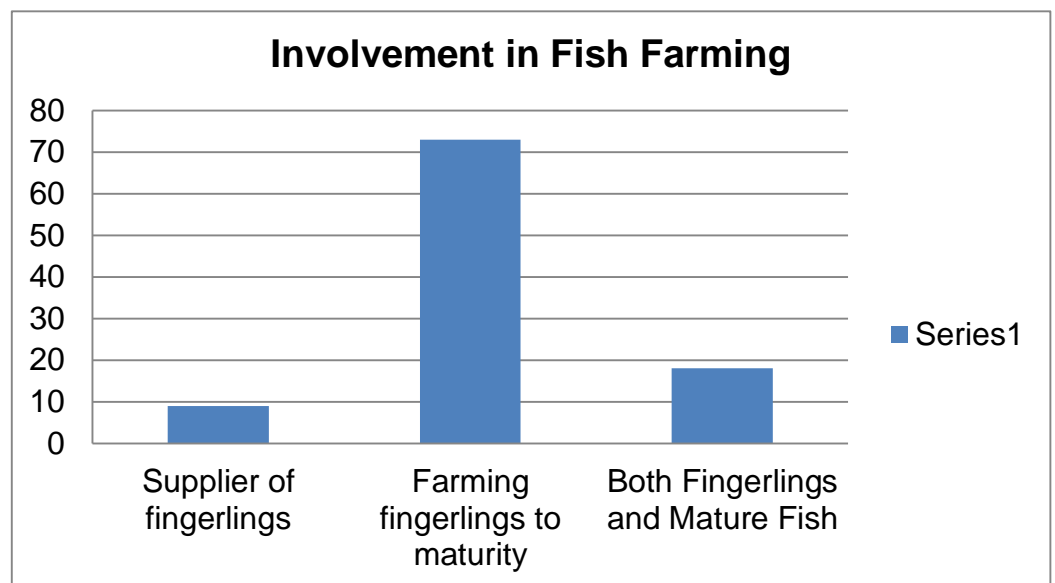 Involvement in Fish Farming
80
70
60
50
40
30
20
10
0
Supplier of
fingerlings
Farming
fingerlings to
maturity
Both Fingerlings
and Mature Fish
Series1